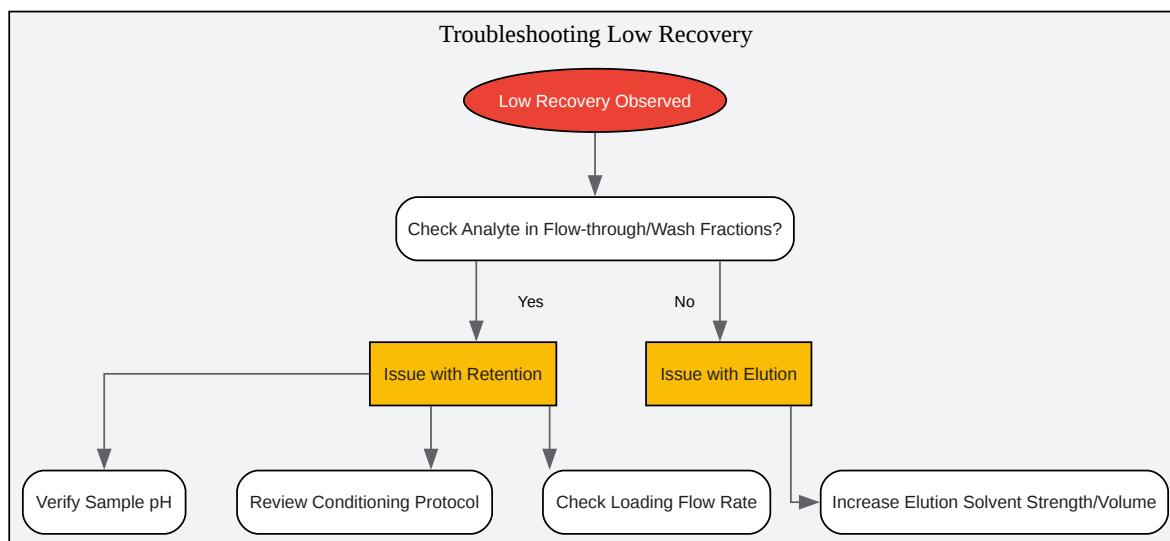 Troubleshooting Low Recovery
Low Recovery Observed
Check Analyte in Flow-through/Wash Fractions?
Yes
No
Issue with Retention
Issue with Elution
Verify Sample pH
Review Conditioning Protocol
Check Loading Flow Rate
Increase Elution Solvent Strength/Volume